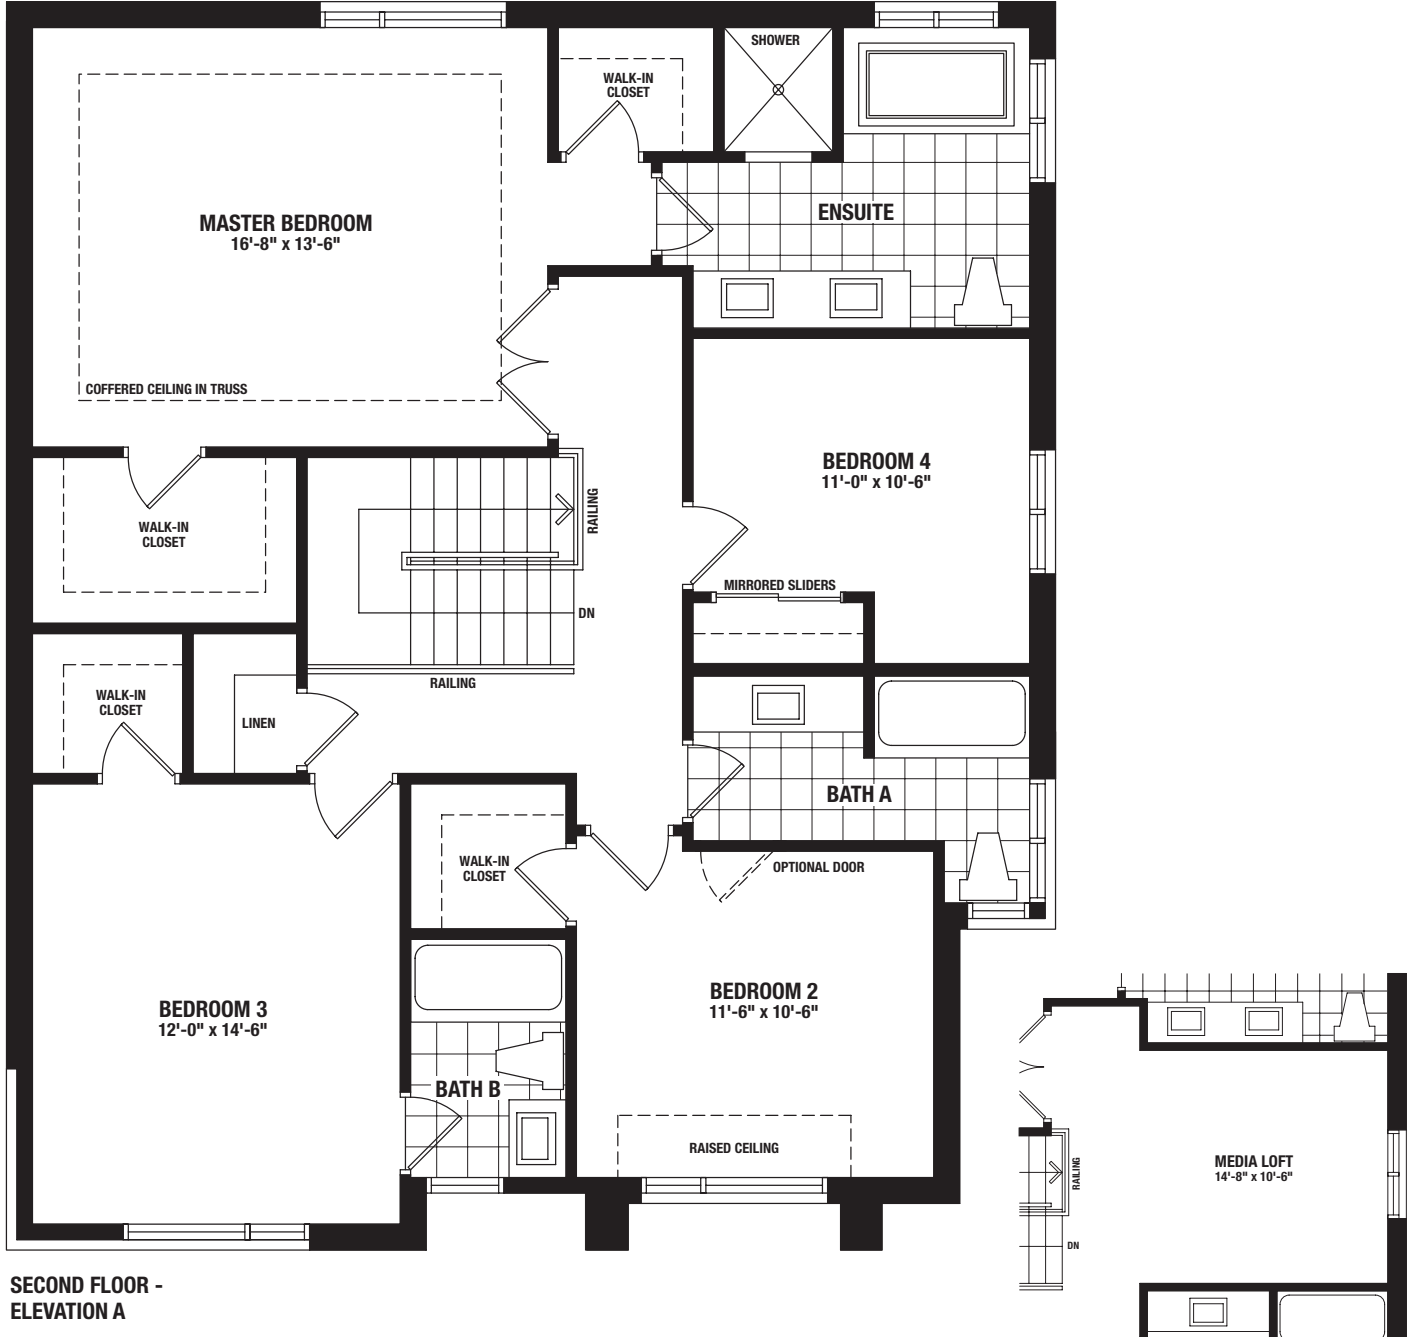 SHOWER
WALK-IN
CLOSET
MASTER BEDROOM
16'-8" x 13'-6"
ENSUITE
COFFERED CEILING IN TRUSS
BEDROOM 4
11'-0" x 10'-6"
RAILING
WALK-IN
CLOSET
MIRRORED SLIDERS
DN
RAILING
WALK-IN
CLOSET
LINEN
BATH A
WALK-IN
CLOSET
OPTIONAL DOOR
BEDROOM 3
12'-0" x 14'-6"
BEDROOM 2
11'-6" x 10'-6"
BATH B
RAISED CEILING
MEDIA LOFT
14'-8" x 10'-6"
RAILING
DN
SECOND FLOOR -
ELEVATION A